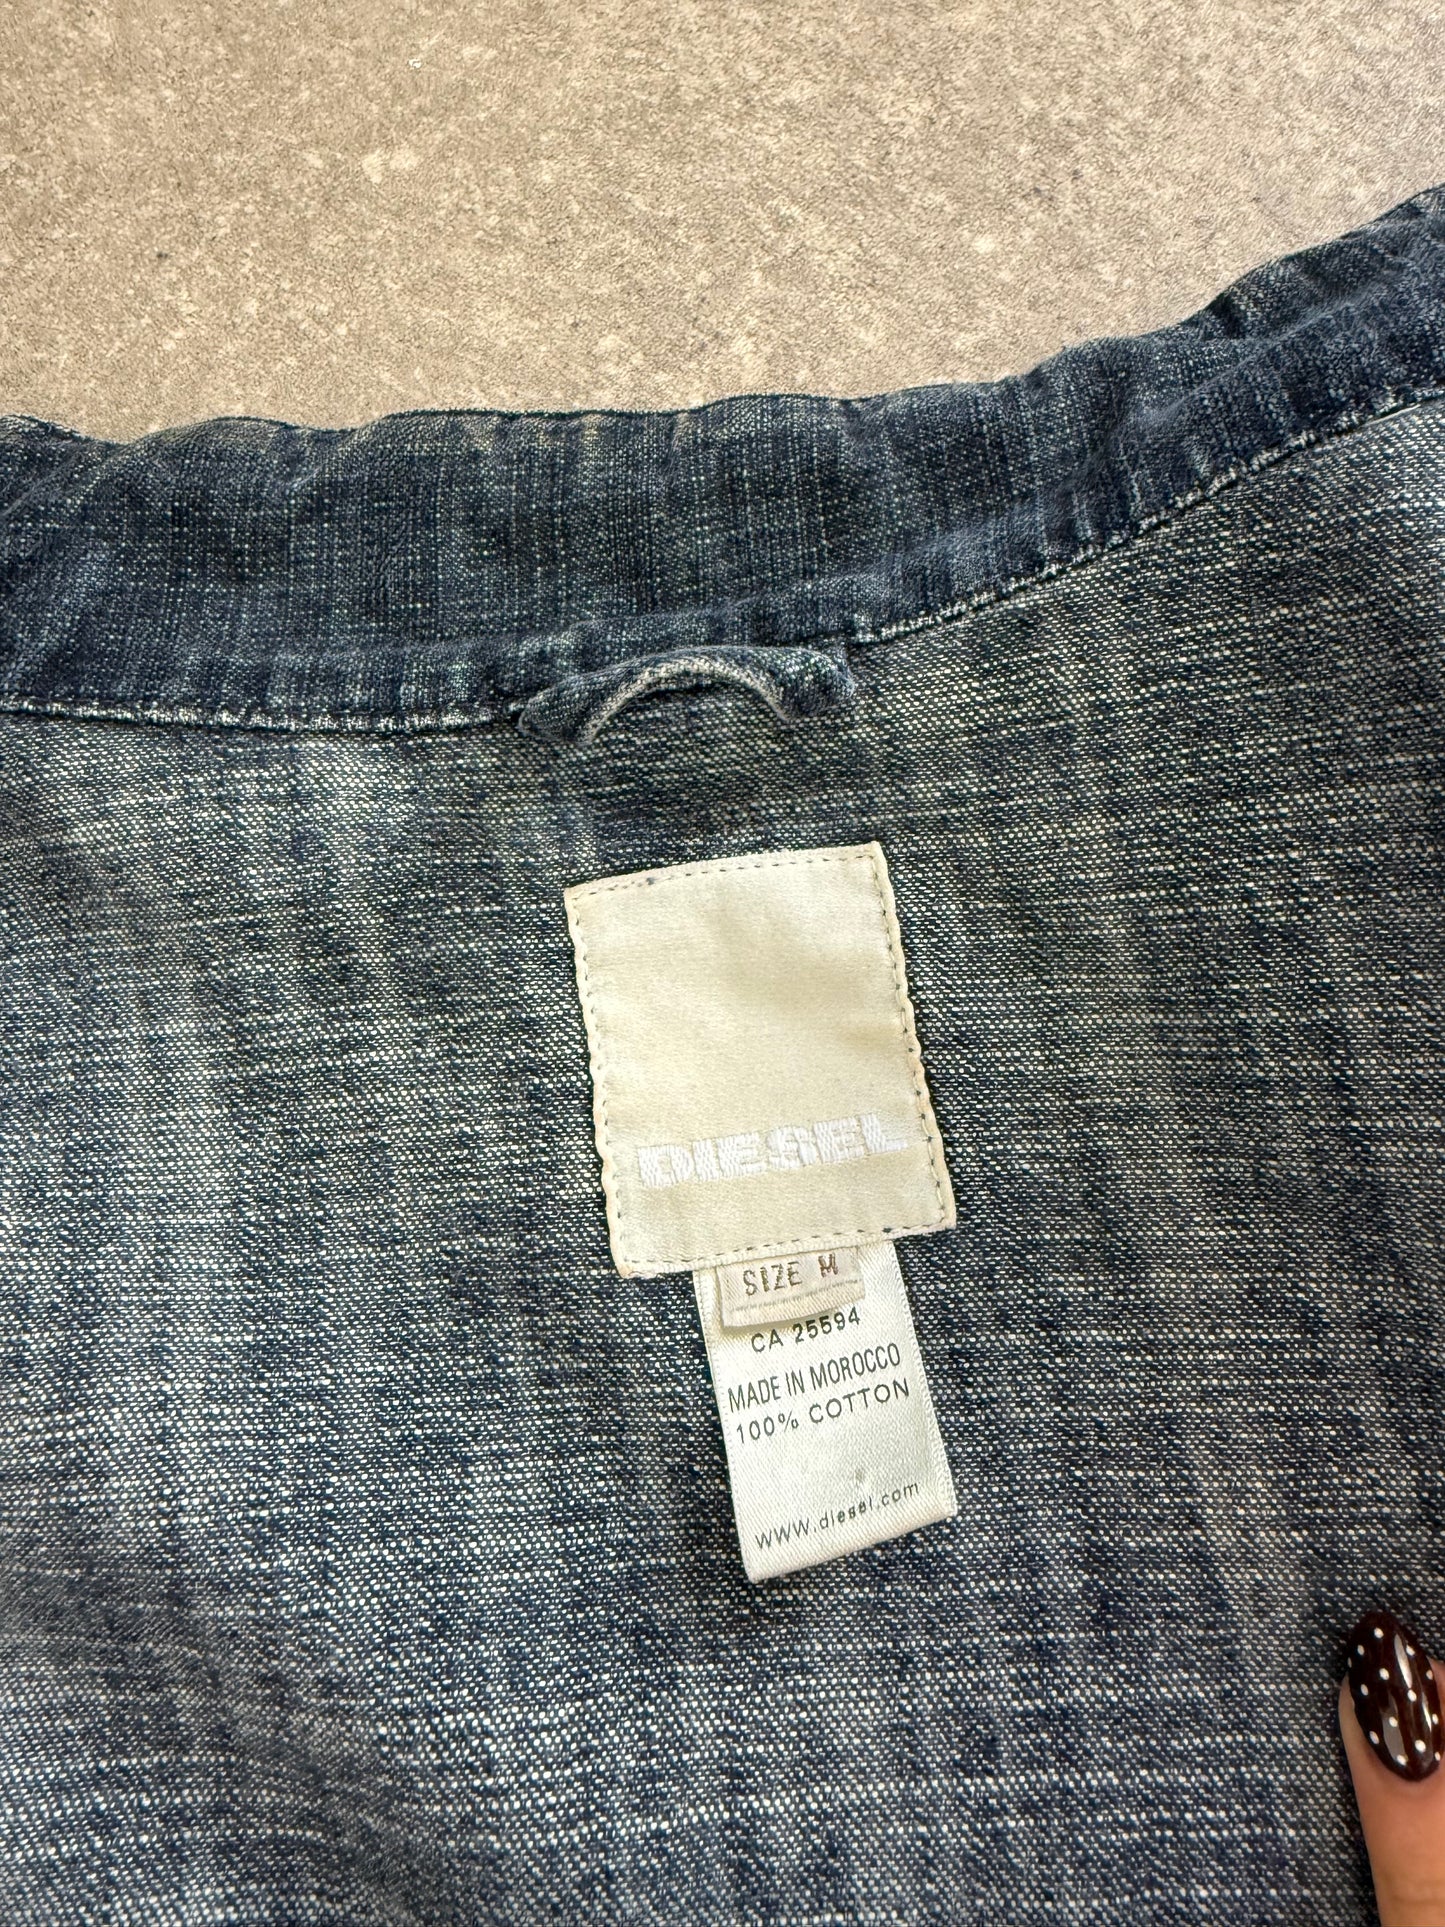 DIESEL
SIZE M
CA 25594
MADE IN MOROCCO
100% COTTON
www.diesel.com